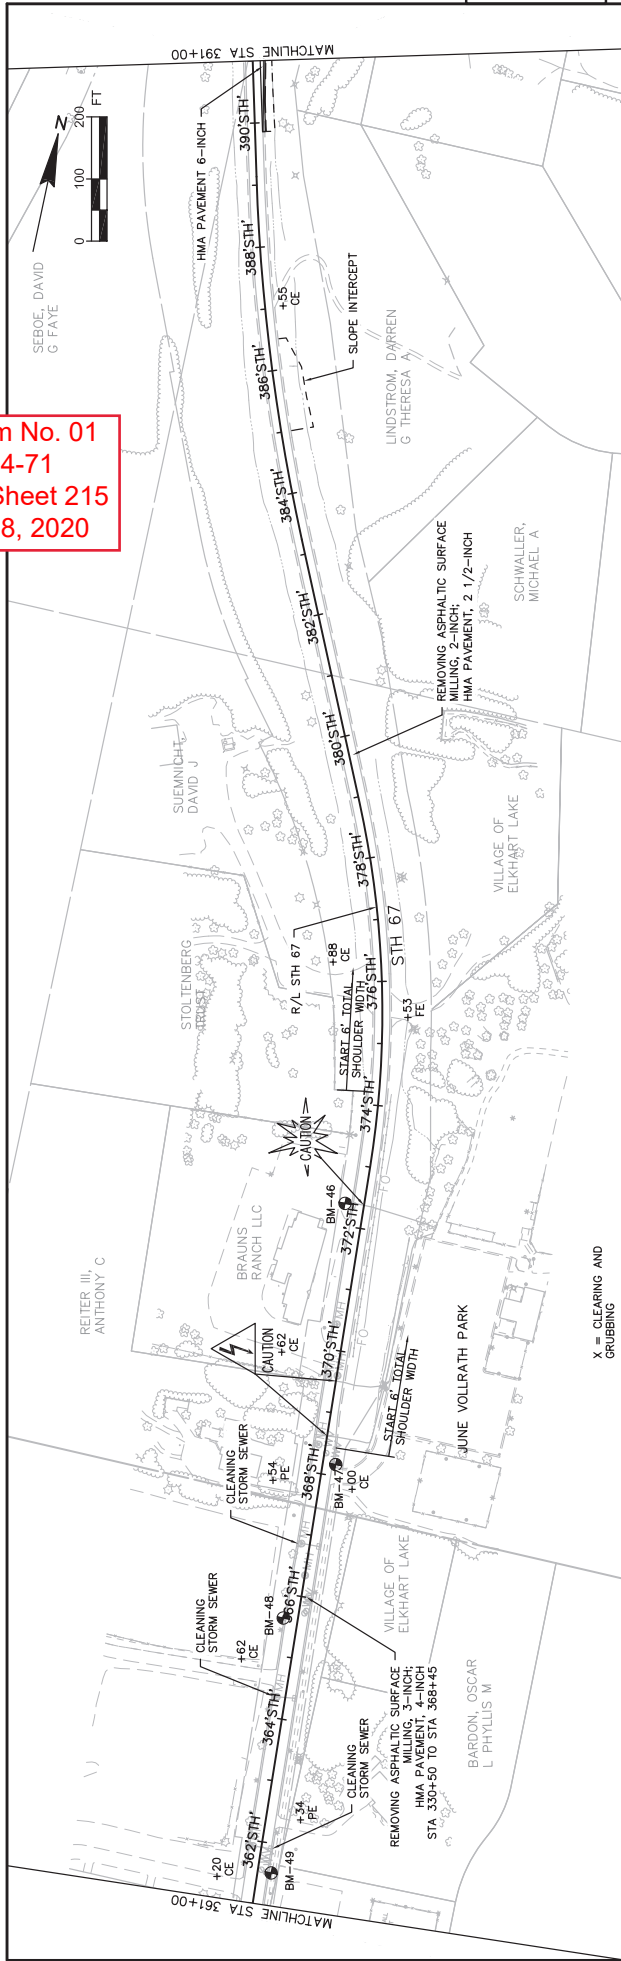 MATCHLINE STA 391+00
HMA PAVEMENT 6-INCH
N
0 100 200
FT
SEBOE, DAVID
G FAYE
m No. 01
4-71
Sheet 215
8, 2020
390'STH'
388'STH'
+55
CE
SLOPE INTERCEPT
386'STH'
LINDSTROM, DARREN
G THERESA A
384'STH'
382'STH'
REMOVING ASPHALTIC SURFACE
MILLING, 2-INCH;
HMA PAVEMENT, 2 1/2-INCH
SCHWALLER,
MICHAEL A
380'STH'
SUEMNICHT,
DAVID J
378'STH'
VILLAGE OF
ELKHART LAKE
STH 67
R/L STH 67
+88
CE
STOLTENBERG
TRUST
376'STH'
+53
FE
START 6' TOTAL
SHOULDER WIDTH
374'STH'
CAUTION
FO
BM-46
372'STH'
BRAUNS
RANCH LLC
REITER III,
ANTHONY C
MH
FO
370'STH'
CAUTION
+62
CE
START 6' TOTAL
SHOULDER WIDTH
JUNE VOLLRATH PARK
X = CLEARING AND
GRUBBING
368'STH'
BM-47
+00
CE
+54
PE
CLEANING
STORM SEWER
MH
MH
366'STH'
BM-48
VILLAGE OF
ELKHART LAKE
CLEANING
STORM SEWER
+62
CE
MH
364'STH'
REMOVING ASPHALTIC SURFACE
MILLING, 3-INCH;
HMA PAVEMENT, 4-INCH
STA 330+50 TO STA 368+45
BARDON, OSCAR
L PHYLLIS M
CLEANING
STORM SEWER
+34
PE
362'STH'
+20
CE
BM-49
MATCHLINE STA 361+00